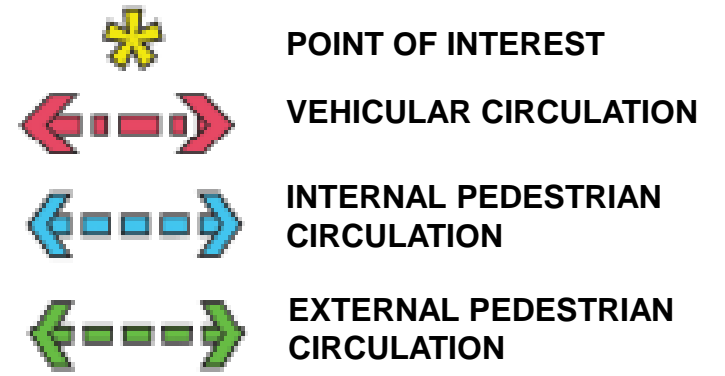 POINT OF INTEREST
VEHICULAR CIRCULATION
INTERNAL PEDESTRIAN
CIRCULATION
EXTERNAL PEDESTRIAN
CIRCULATION